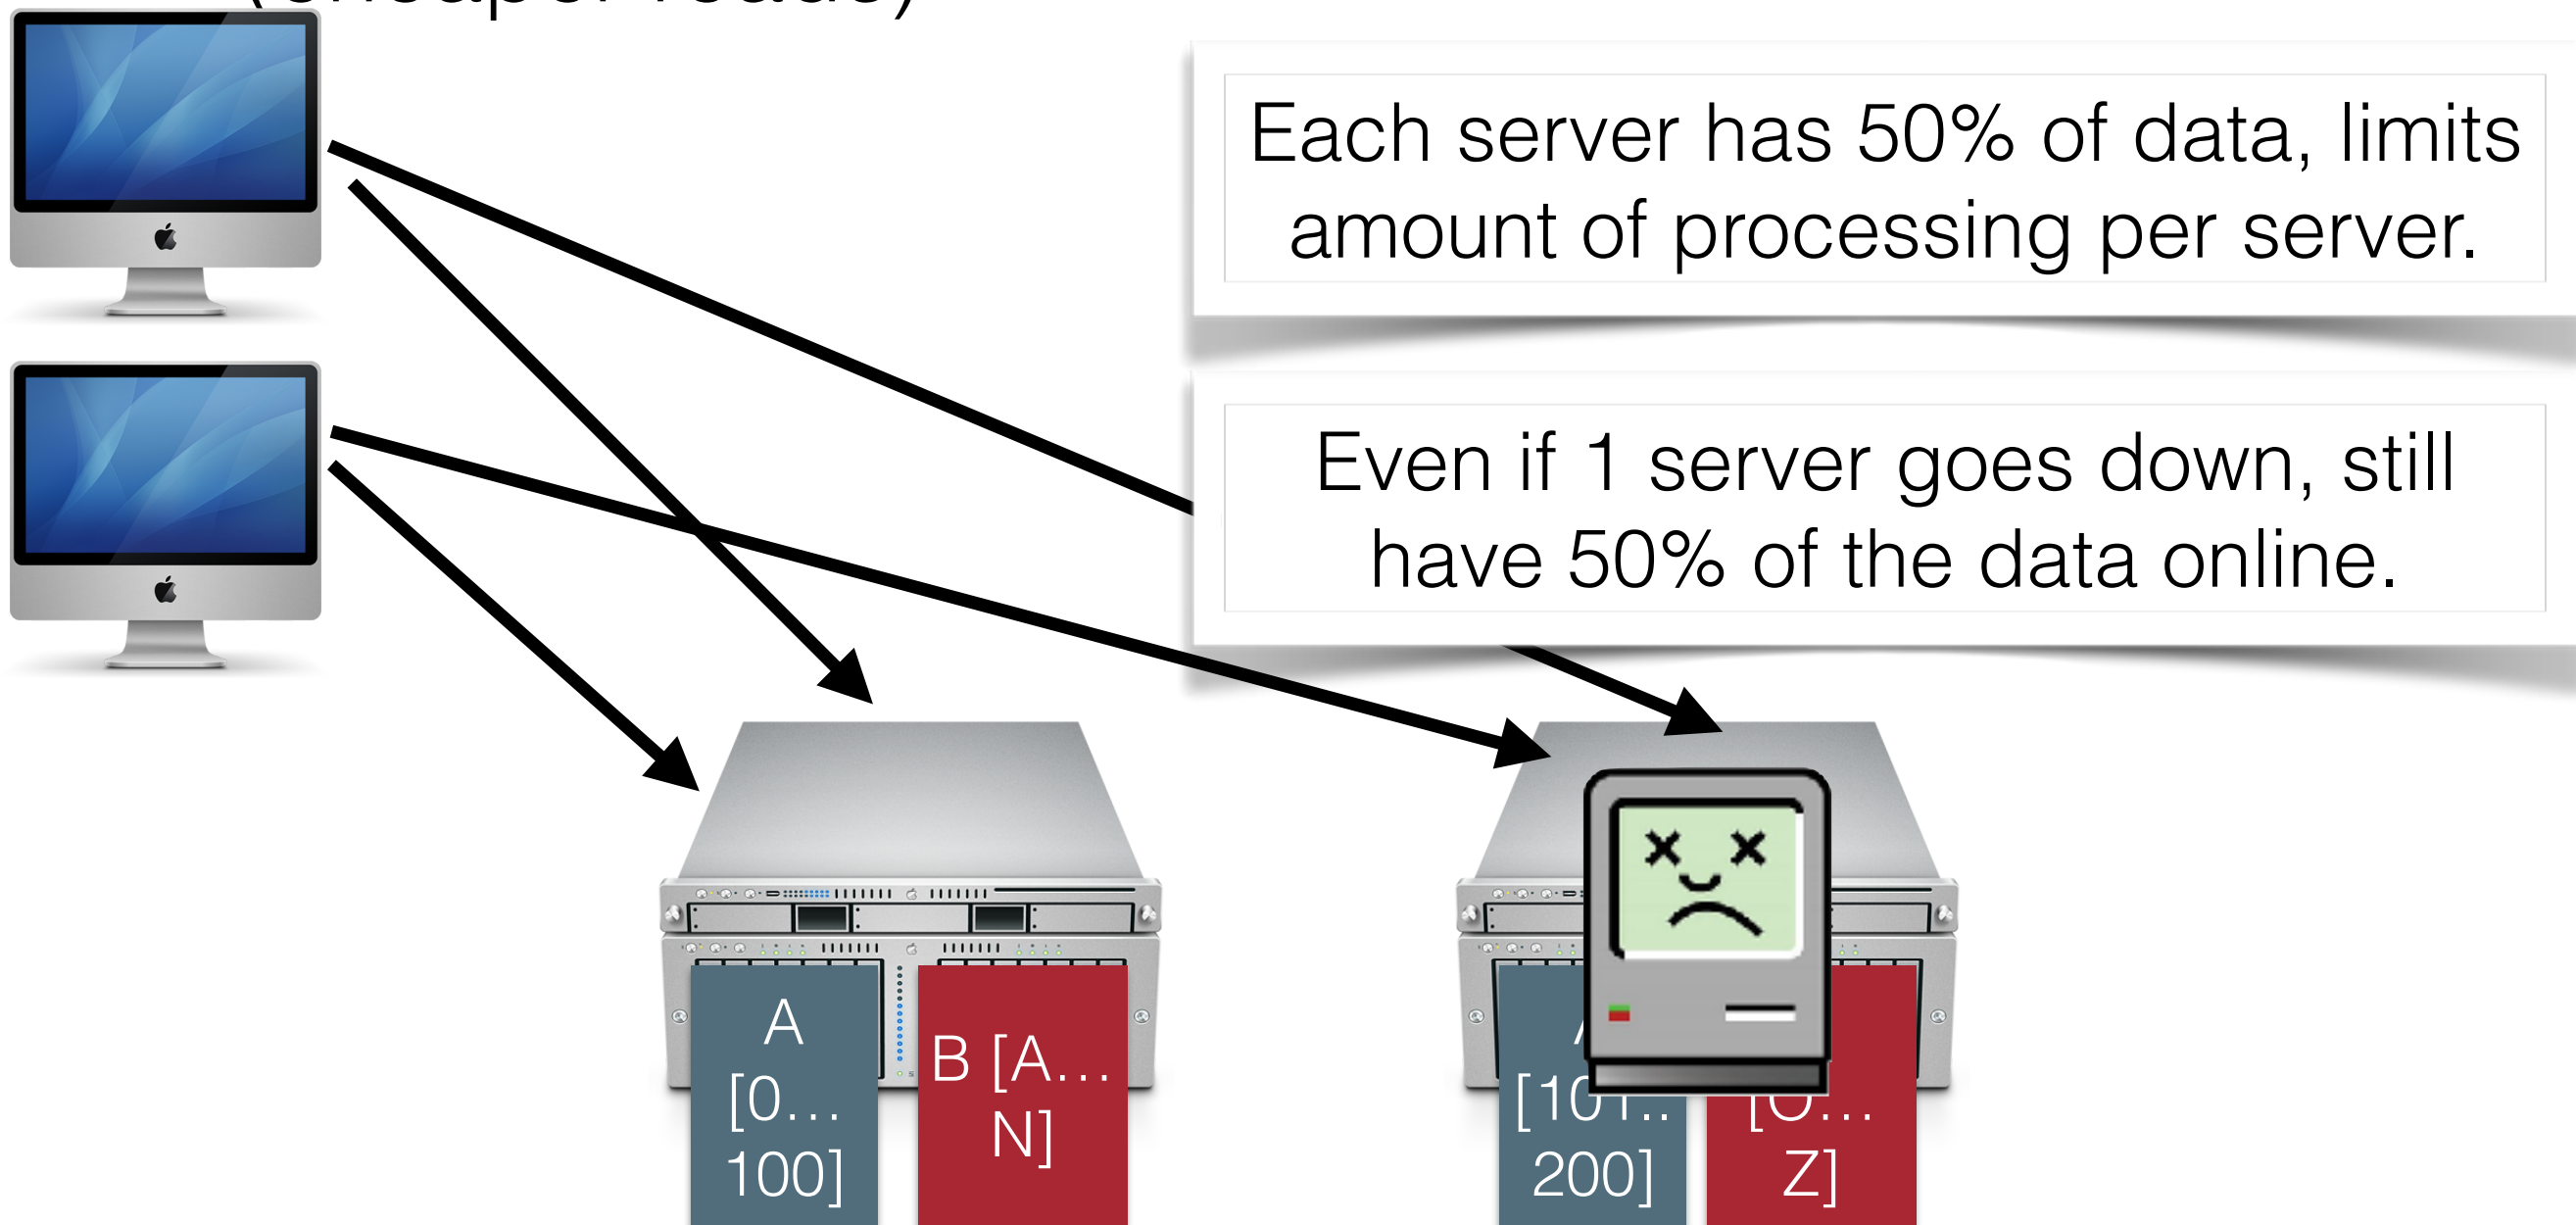 Each server has 50% of data, limits
amount of processing per server.
Even if 1 server goes down, still
have 50% of the data online.
A
[0…
100]
B [A…
N]
[101..
200]
[O…
Z]